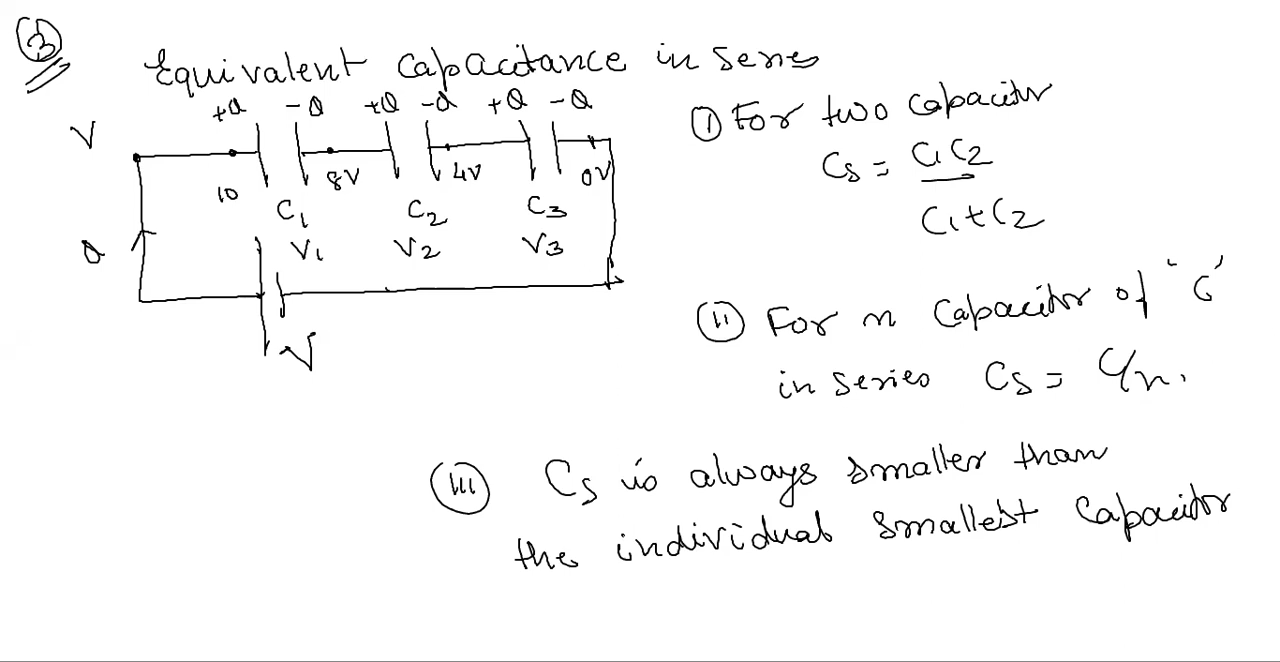 3
Equivalent Capacitance in series
+Q -Q +Q -Q +Q -Q
V
10 8V 4V 0V
C1 C2 C3
Q V1 V2 V3
V
(i) For two Capacitor
Cs = C1C2
C1+C2
(ii) For n Capacitor of 'C'
in series Cs = C/n.
(iii) Cs is always smaller than
the individual smallest Capacitor